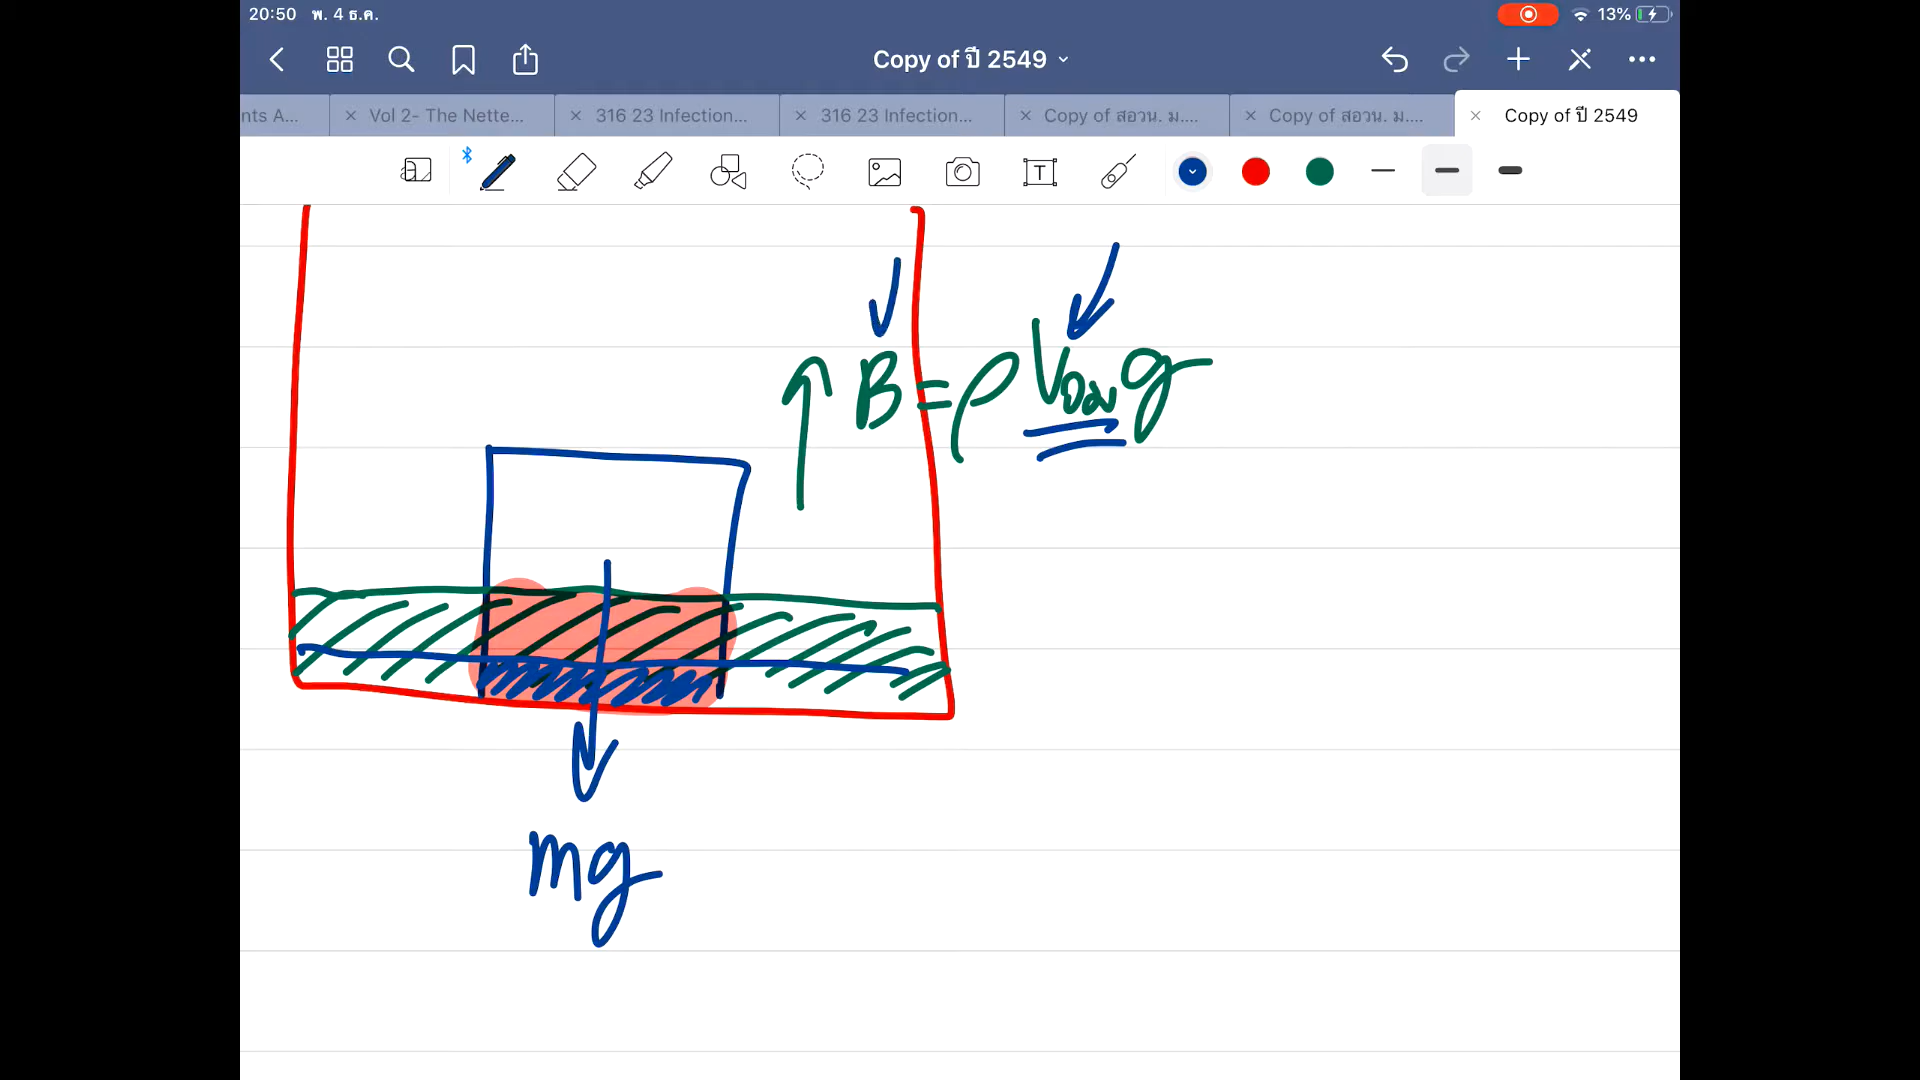 20:50 พ. 4 ธ.ค. 13%
Copy of ปี 2549
nts A... Vol 2- The Nette... 316 23 Infection... 316 23 Infection... Copy of สอวน. ม.... Copy of สอวน. ม.... Copy of ปี 2549
T
B = ρ Vจม g
mg